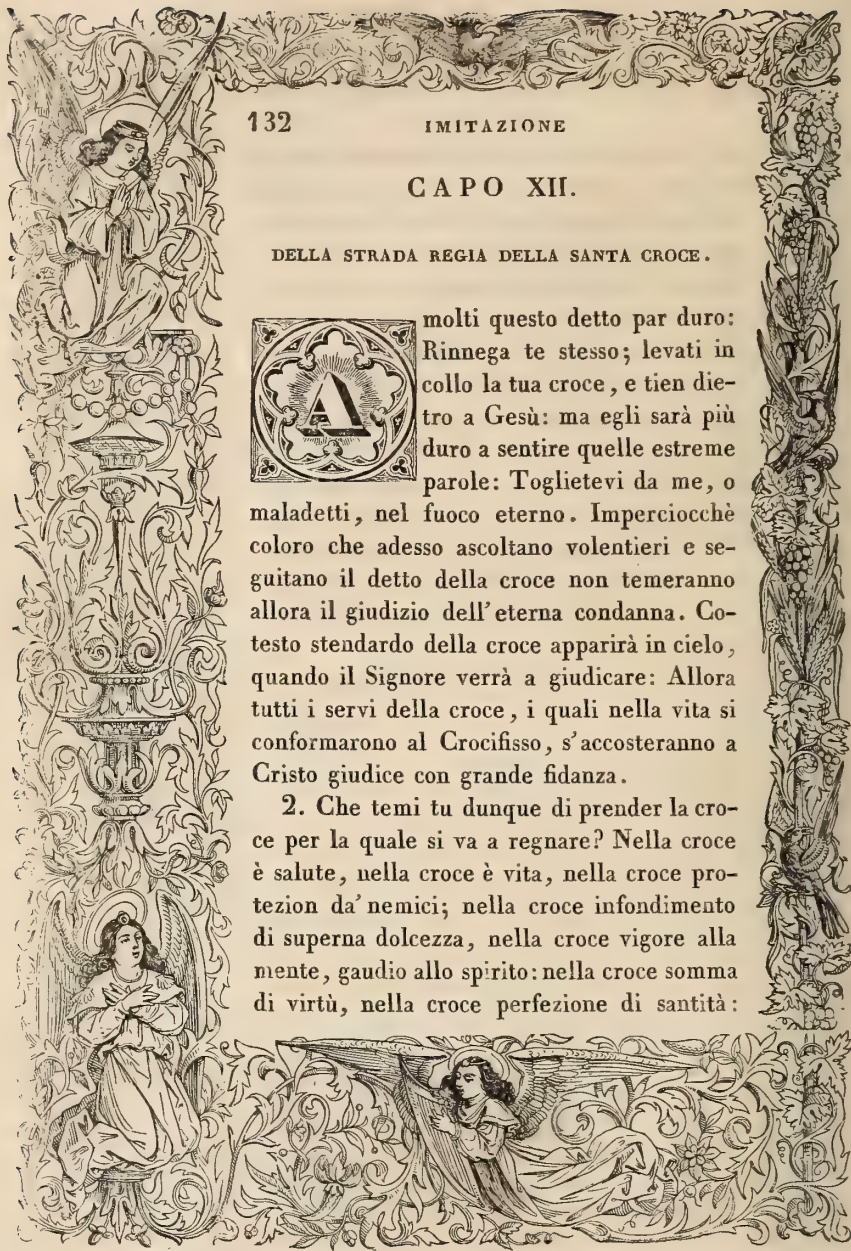 132 IMITAZIONE
CAPO XII.
DELLA STRADA REGIA DELLA SANTA CROCE.
A molti questo detto par duro:
Rinnega te stesso; levati in
collo la tua croce, e tien die-
tro a Gesù: ma egli sarà più
duro a sentire quelle estreme
parole: Toglietevi da me, o
maladetti, nel fuoco eterno. Imperciocchè
coloro che adesso ascoltano volentieri e se-
guitano il detto della croce non temeranno
allora il giudizio dell'eterna condanna. Co-
testo stendardo della croce apparirà in cielo,
quando il Signore verrà a giudicare: Allora
tutti i servi della croce, i quali nella vita si
conformarono al Crocifisso, s'accosteranno a
Cristo giudice con grande fidanza.
2. Che temi tu dunque di prender la cro-
ce per la quale si va a regnare? Nella croce
è salute, nella croce è vita, nella croce pro-
tezion da' nemici; nella croce infondimento
di superna dolcezza, nella croce vigore alla
mente, gaudio allo spirito: nella croce somma
di virtù, nella croce perfezione di santità: